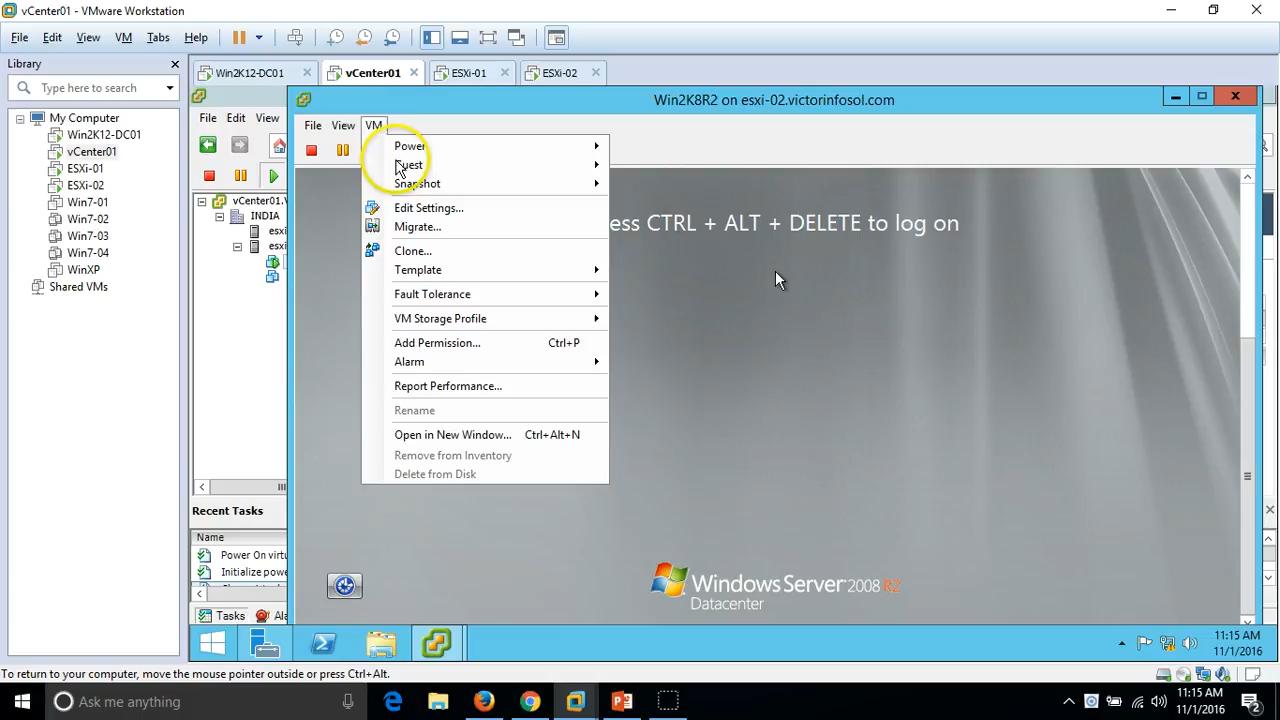 vCenter01 - VMware Workstation
File Edit View VM Tabs Help
Library
Type here to search
My Computer
Win2K12-DC01
vCenter01
ESXi-01
ESXi-02
Win7-01
Win7-02
Win7-03
Win7-04
WinXP
Shared VMs
Win2K12-DC01 vCenter01 ESXi-01 ESXi-02
File Edit View
vCenter01.V
INDIA
esxi
esxi
Recent Tasks
Name
Power On virtu
Initialize powe
Tasks Ala
Win2K8R2 on esxi-02.victorinfosol.com
File View VM
Power
Guest
Snapshot
Edit Settings...
Migrate...
Clone...
Template
Fault Tolerance
VM Storage Profile
Add Permission... Ctrl+P
Alarm
Report Performance...
Rename
Open in New Window... Ctrl+Alt+N
Remove from Inventory
Delete from Disk
ess CTRL + ALT + DELETE to log on
Windows Server 2008 R2
Datacenter
11:15 AM
11/1/2016
To return to your computer, move the mouse pointer outside or press Ctrl+Alt.
Ask me anything
11:15 AM
11/1/2016
2